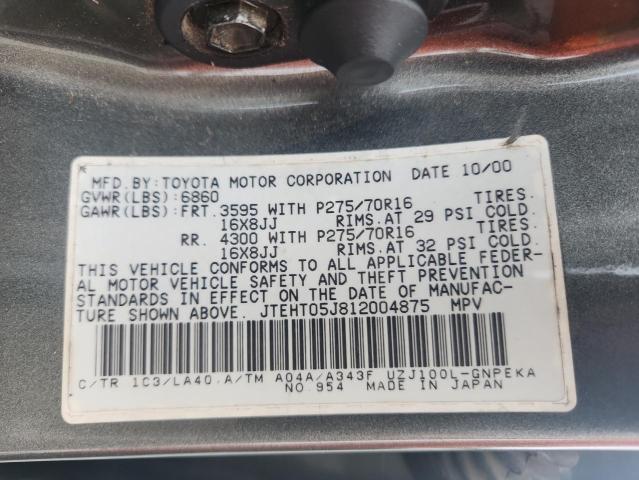 MFD.BY:TOYOTA MOTOR CORPORATION DATE 10/00
GVWR(LBS):6860
GAWR(LBS):FRT.3595 WITH P275/70R16 TIRES.
16X8JJ RIMS.AT 29 PSI COLD.
RR. 4300 WITH P275/70R16 TIRES.
16X8JJ RIMS.AT 32 PSI COLD.
THIS VEHICLE CONFORMS TO ALL APPLICABLE FEDER-
AL MOTOR VEHICLE SAFETY AND THEFT PREVENTION
STANDARDS IN EFFECT ON THE DATE OF MANUFAC-
TURE SHOWN ABOVE. JTEHT05J812004875 MPV
C/TR 1C3/LA40.A/TM A04A/A343F UZJ100L-GNPEKA
NO.954 MADE IN JAPAN